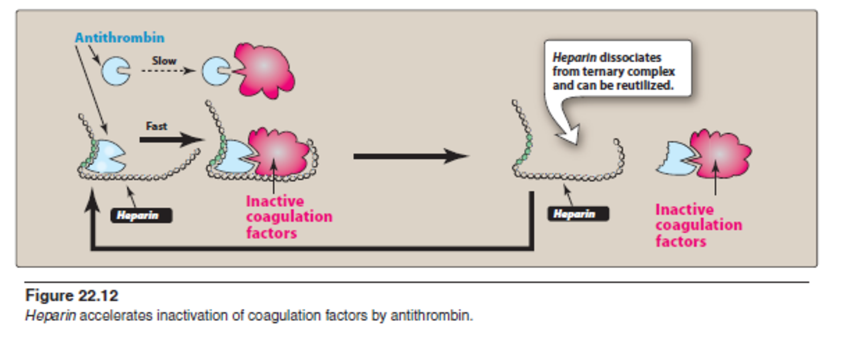 Antithrombin
Slow
Heparin dissociates
from ternary complex
and can be reutilized.
Fast
Heparin
Inactive
coagulation
factors
Heparin
Inactive
coagulation
factors
Figure 22.12
Heparin accelerates inactivation of coagulation factors by antithrombin.